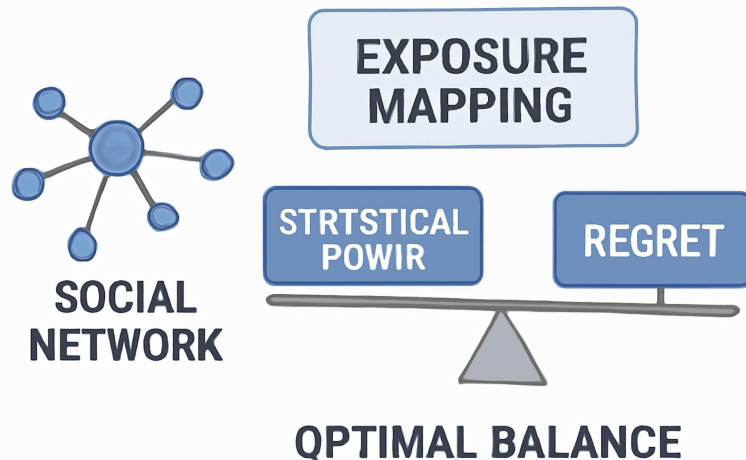 EXPOSURE
MAPPING
STRTSTICAL
POWIR
REGRET
SOCIAL
NETWORK
QPTIMAL BALANCE